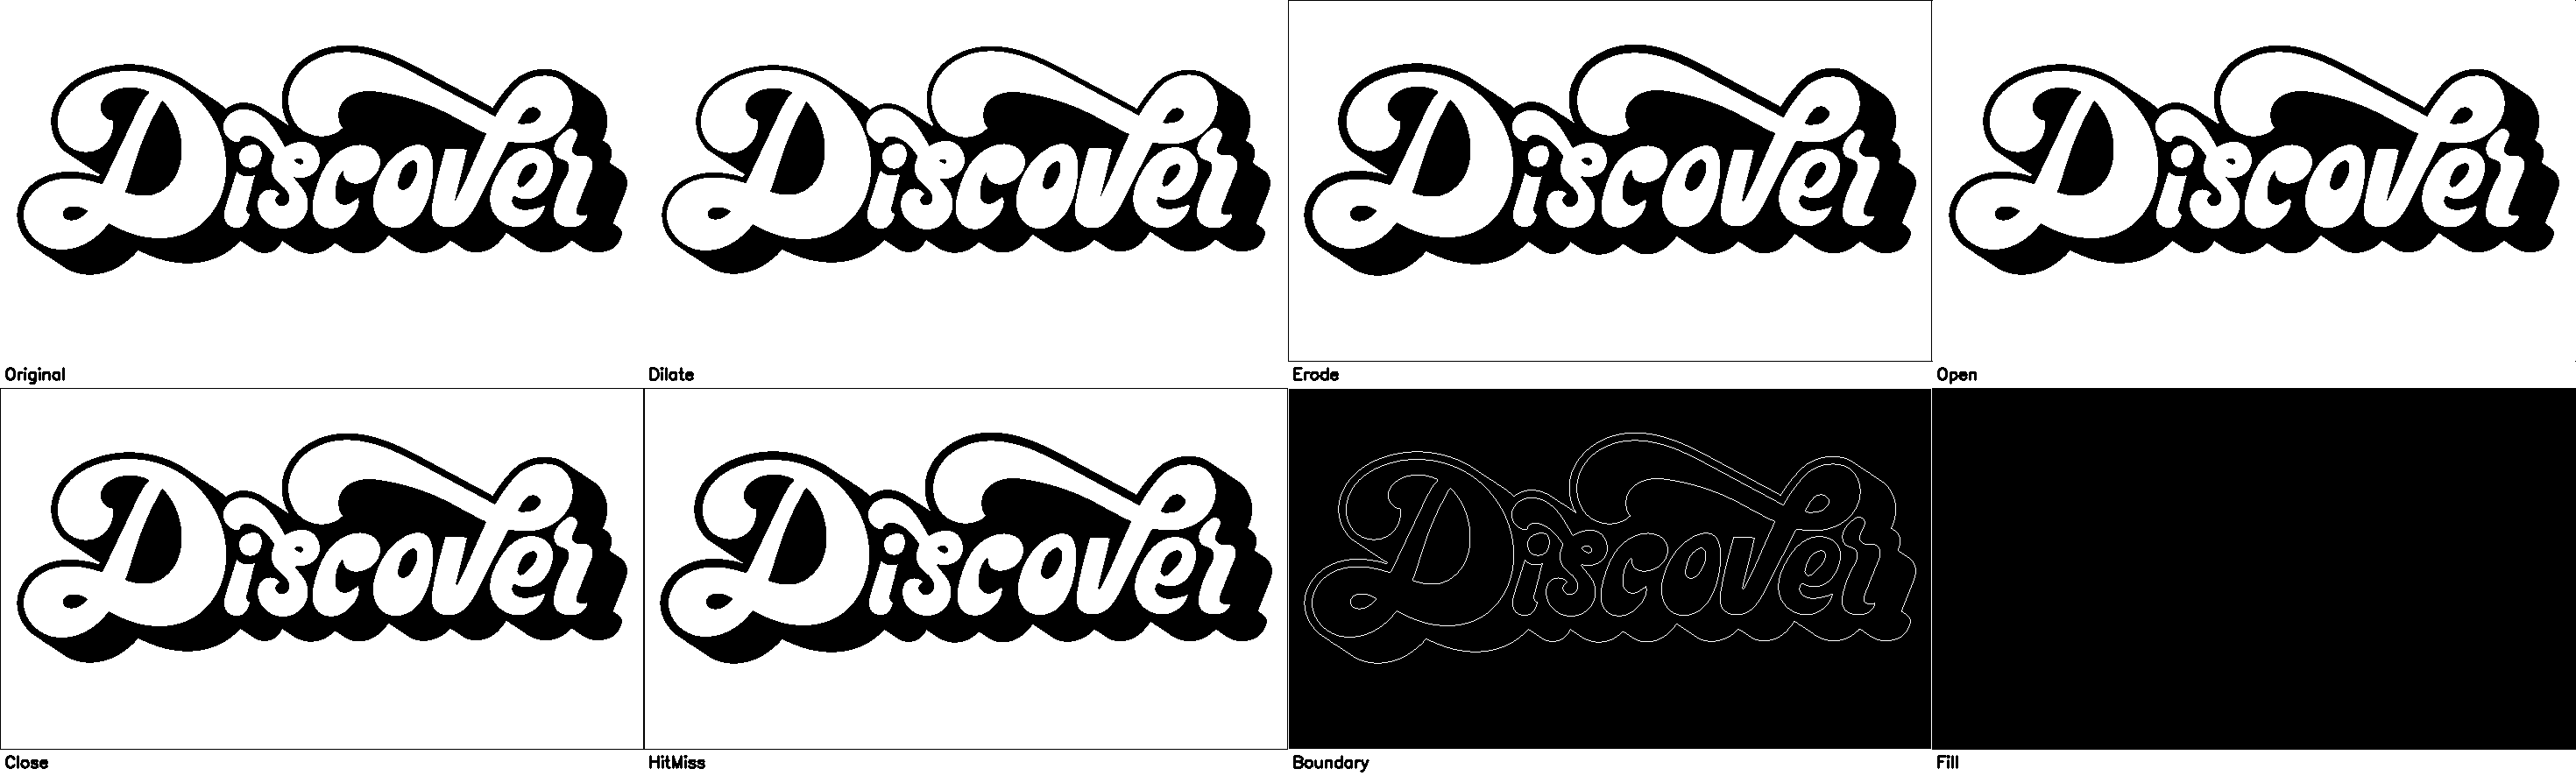 Discover Discover Discover Discover
Original Dilate Erode Open
Discover Discover Discover
Close HitMiss Boundary Fill